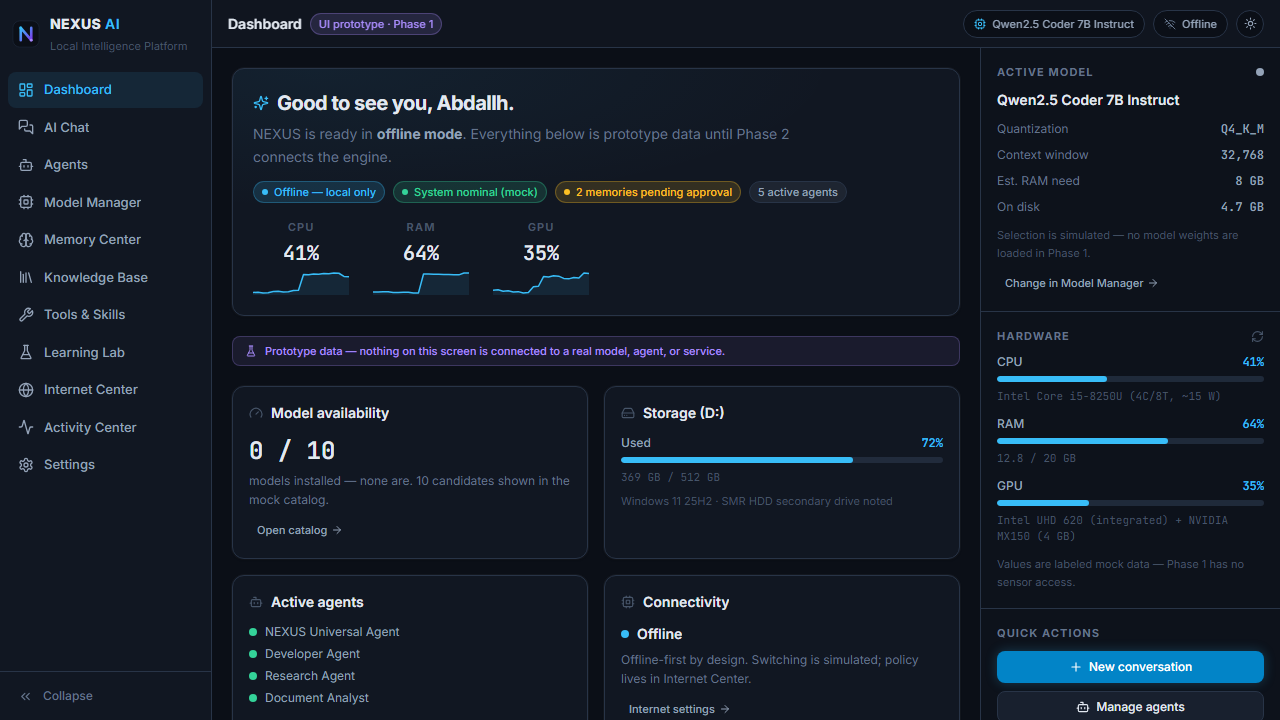 NEXUS AI
Local Intelligence Platform
Dashboard
AI Chat
Agents
Model Manager
Memory Center
Knowledge Base
Tools & Skills
Learning Lab
Internet Center
Activity Center
Settings
Collapse
Dashboard
UI prototype · Phase 1
Qwen2.5 Coder 7B Instruct
Offline
Good to see you, Abdallh.
NEXUS is ready in offline mode. Everything below is prototype data until Phase 2
connects the engine.
Offline — local only
System nominal (mock)
2 memories pending approval
5 active agents
CPU
41%
RAM
64%
GPU
35%
Prototype data — nothing on this screen is connected to a real model, agent, or service.
Model availability
0 / 10
models installed — none are. 10 candidates shown in the
mock catalog.
Open catalog →
Storage (D:)
Used 72%
369 GB / 512 GB
Windows 11 25H2 · SMR HDD secondary drive noted
Active agents
NEXUS Universal Agent
Developer Agent
Research Agent
Document Analyst
Connectivity
Offline
Offline-first by design. Switching is simulated; policy
lives in Internet Center.
Internet settings →
ACTIVE MODEL
Qwen2.5 Coder 7B Instruct
Quantization Q4_K_M
Context window 32,768
Est. RAM need 8 GB
On disk 4.7 GB
Selection is simulated — no model weights are
loaded in Phase 1.
Change in Model Manager →
HARDWARE
CPU 41%
Intel Core i5-8250U (4C/8T, ~15 W)
RAM 64%
12.8 / 20 GB
GPU 35%
Intel UHD 620 (integrated) + NVIDIA
MX150 (4 GB)
Values are labeled mock data — Phase 1 has no
sensor access.
QUICK ACTIONS
New conversation
Manage agents